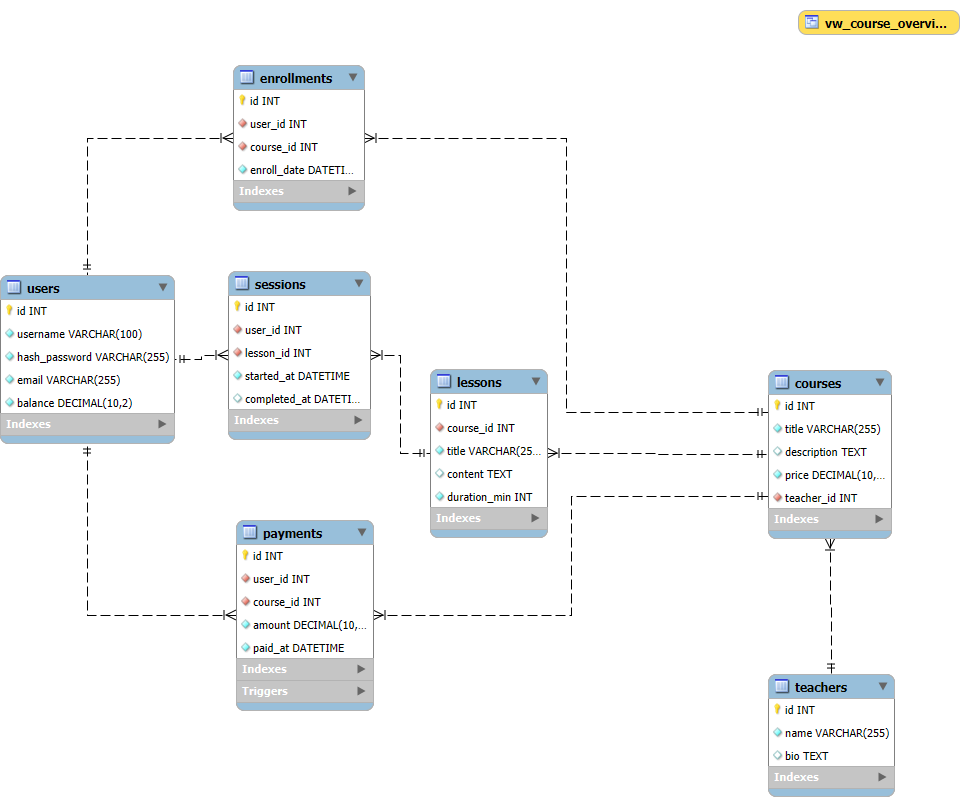 vw_course_overvi...
enrollments
id INT
user_id INT
course_id INT
enroll_date DATETI...
Indexes
users
id INT
username VARCHAR(100)
hash_password VARCHAR(255)
email VARCHAR(255)
balance DECIMAL(10,2)
Indexes
sessions
id INT
user_id INT
lesson_id INT
started_at DATETIME
completed_at DATETI...
Indexes
lessons
id INT
course_id INT
title VARCHAR(25...
content TEXT
duration_min INT
Indexes
courses
id INT
title VARCHAR(255)
description TEXT
price DECIMAL(10,...
teacher_id INT
Indexes
payments
id INT
user_id INT
course_id INT
amount DECIMAL(10,...
paid_at DATETIME
Indexes
Triggers
teachers
id INT
name VARCHAR(255)
bio TEXT
Indexes